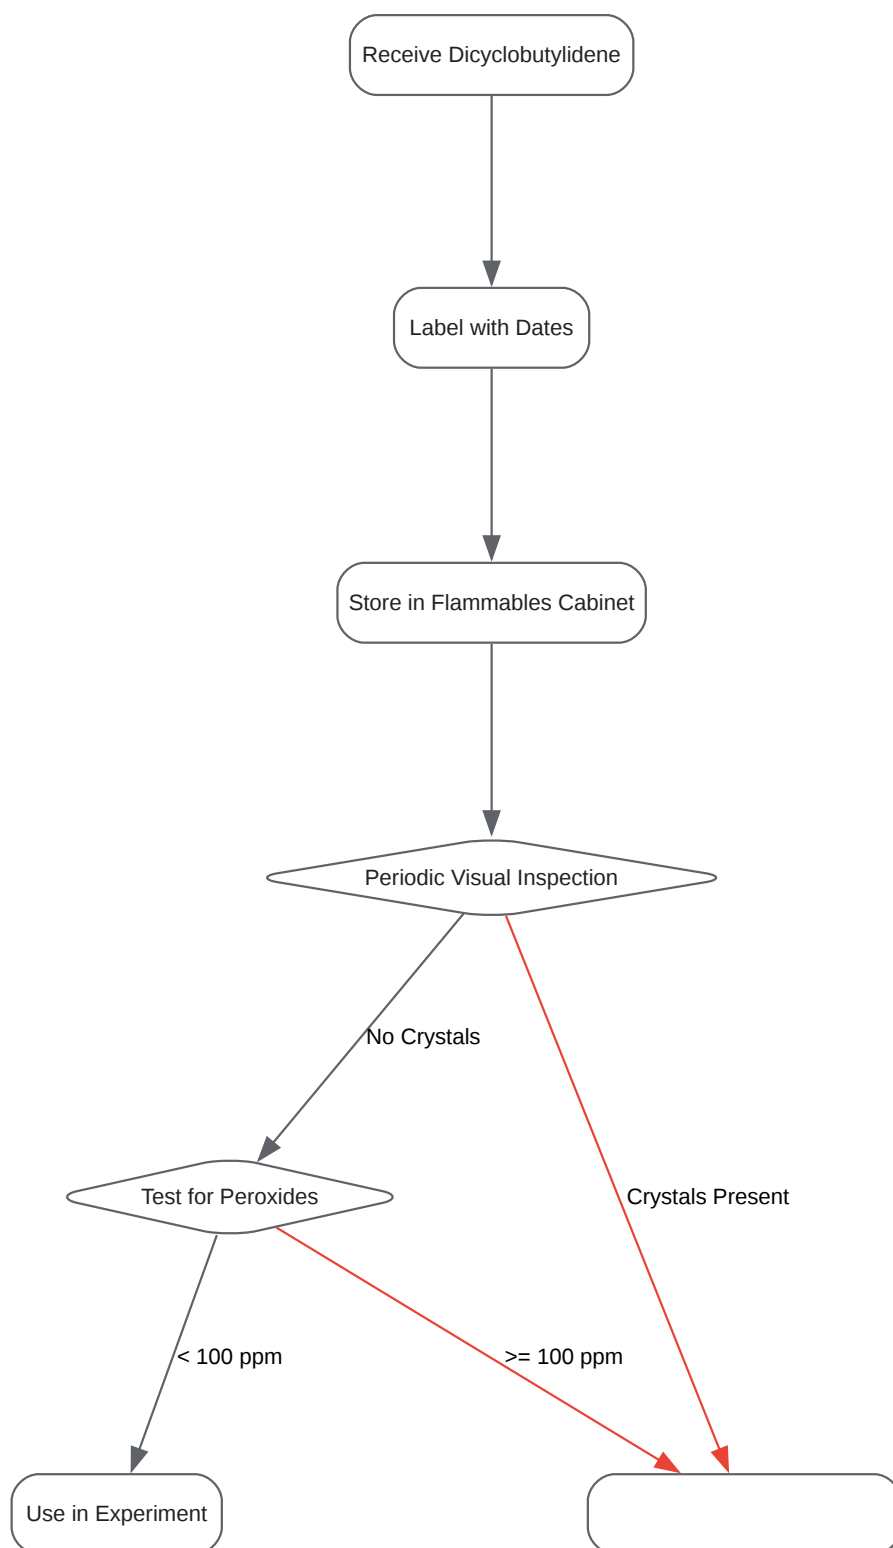 Receive Dicyclobutylidene
Label with Dates
Store in Flammables Cabinet
Periodic Visual Inspection
No Crystals
Test for Peroxides
Crystals Present
< 100 ppm
>= 100 ppm
Use in Experiment